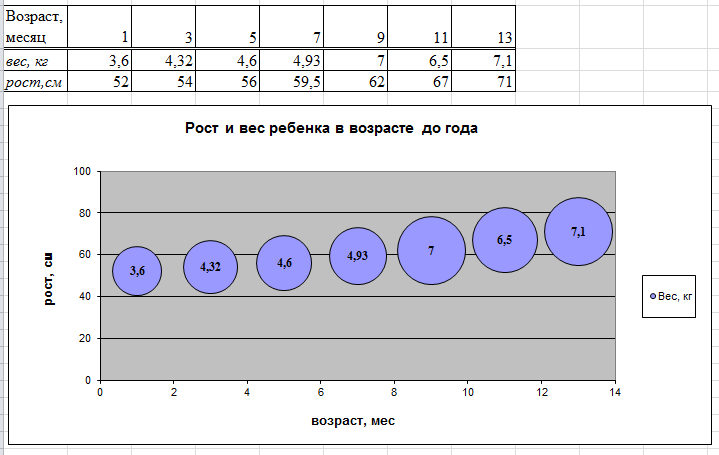 Возраст, месяц 1 3 5 7 9 11 13
вес, кг 3,6 4,32 4,6 4,93 7 6,5 7,1
рост,см 52 54 56 59,5 62 67 71
Рост и вес ребенка в возрасте до года
100
80
60
40
20
0
рост, см
3,6 4,32 4,6 4,93 7 6,5 7,1
0 2 4 6 8 10 12 14
возраст, мес
Вес, кг